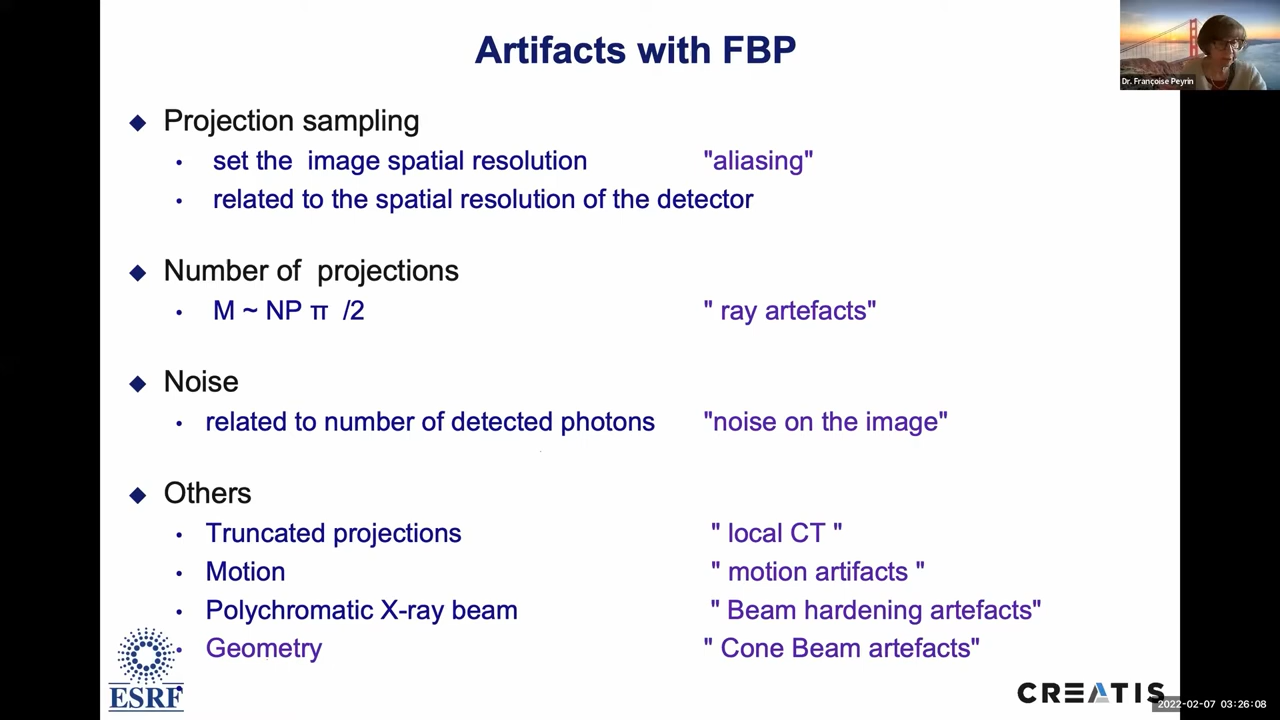 Artifacts with FBP
Dr. Françoise Peyrin
Projection sampling
set the image spatial resolution "aliasing"
related to the spatial resolution of the detector
Number of projections
M ~ NP π /2 " ray artefacts"
Noise
related to number of detected photons "noise on the image"
Others
Truncated projections " local CT "
Motion " motion artifacts "
Polychromatic X-ray beam " Beam hardening artefacts"
Geometry " Cone Beam artefacts"
ESRF
CREATIS
2022-02-07 03:26:08